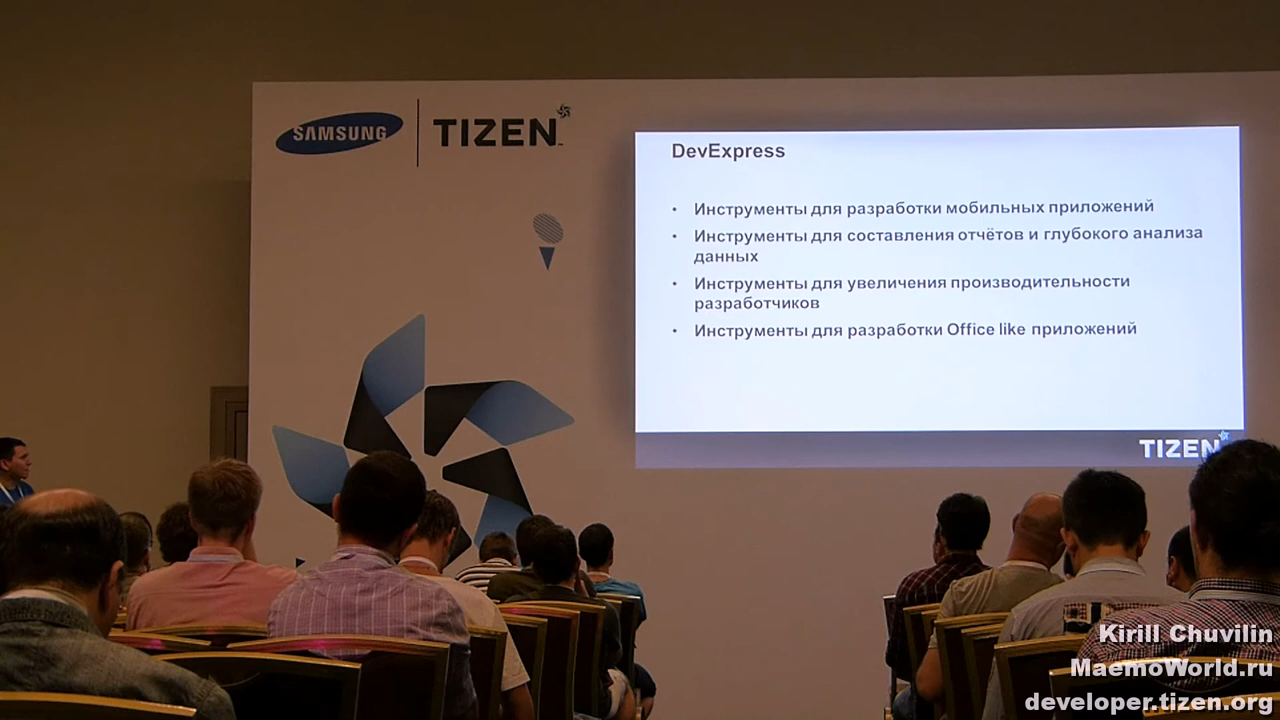 SAMSUNG
TIZEN
DevExpress
• Инструменты для разработки мобильных приложений
• Инструменты для составления отчётов и глубокого анализа
данных
• Инструменты для увеличения производительности
разработчиков
• Инструменты для разработки Office like приложений
TIZEN
Kirill Chuvilin
MaemoWorld.ru
developer.tizen.org